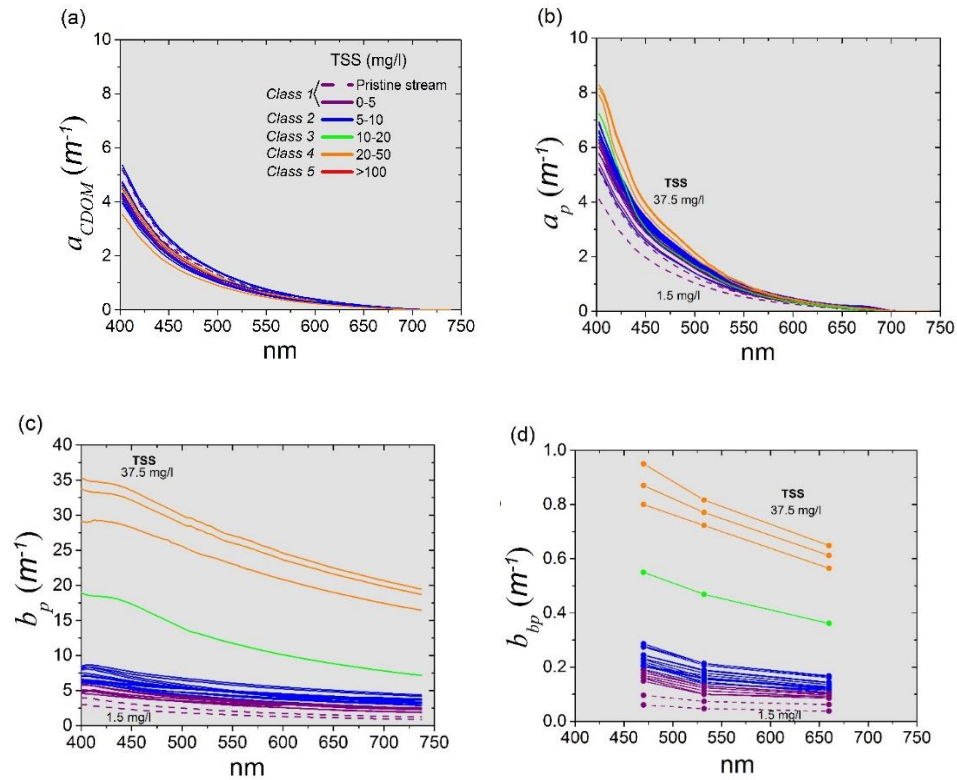 (a)
10
8
6
4
2
0
400 450 500 550 600 650 700 750
nm
a_CDOM (m⁻¹)
TSS (mg/l)
Class 1
Pristine stream
0-5
Class 2 5-10
Class 3 10-20
Class 4 20-50
Class 5 >100
(b)
10
8
6
4
2
0
400 450 500 550 600 650 700 750
nm
a_p (m⁻¹)
TSS
37.5 mg/l
1.5 mg/l
(c)
40
35
30
25
20
15
10
5
0
400 450 500 550 600 650 700 750
nm
b_p (m⁻¹)
TSS
37.5 mg/l
1.5 mg/l
(d)
1.0
0.8
0.6
0.4
0.2
0.0
400 450 500 550 600 650 700 750
nm
b_bp (m⁻¹)
TSS
37.5 mg/l
1.5 mg/l